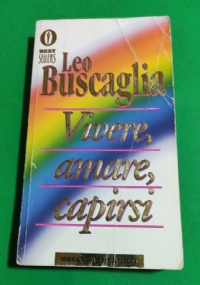 BEST
SELLERS
Leo
Buscaglia
Vivere,
amare,
capirsi